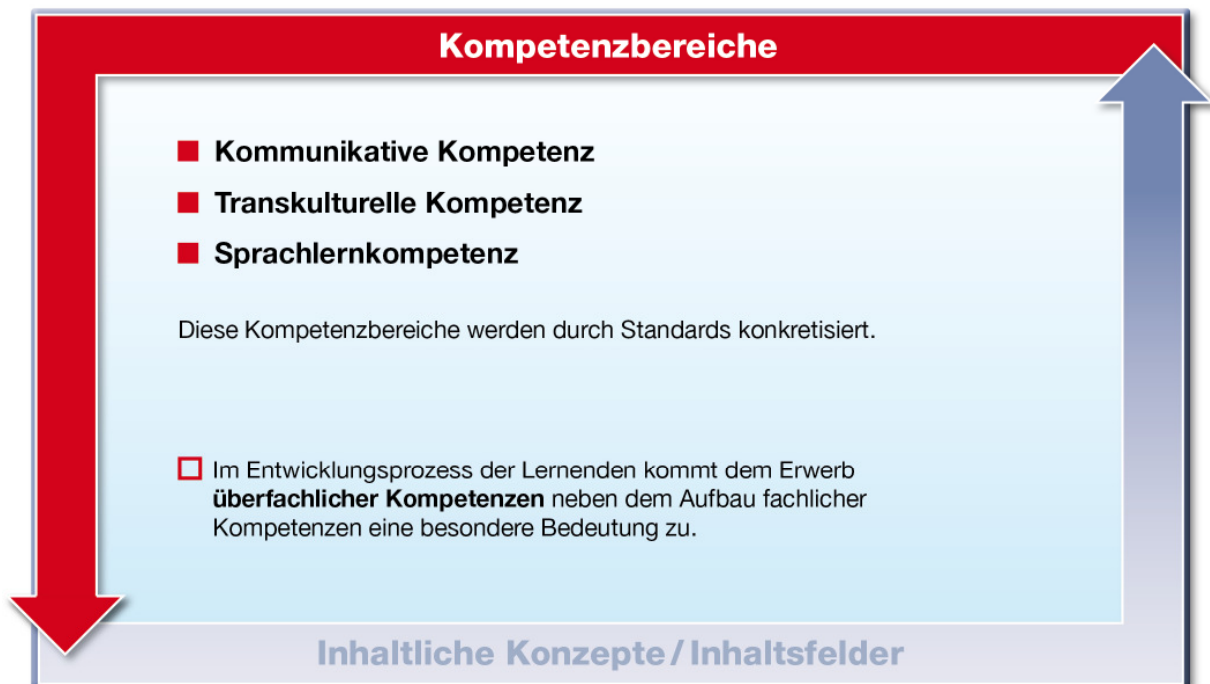 Kompetenzbereiche
Kommunikative Kompetenz
Transkulturelle Kompetenz
Sprachlernkompetenz
Diese Kompetenzbereiche werden durch Standards konkretisiert.
Im Entwicklungsprozess der Lernenden kommt dem Erwerb
überfachlicher Kompetenzen neben dem Aufbau fachlicher
Kompetenzen eine besondere Bedeutung zu.
Inhaltliche Konzepte / Inhaltsfelder